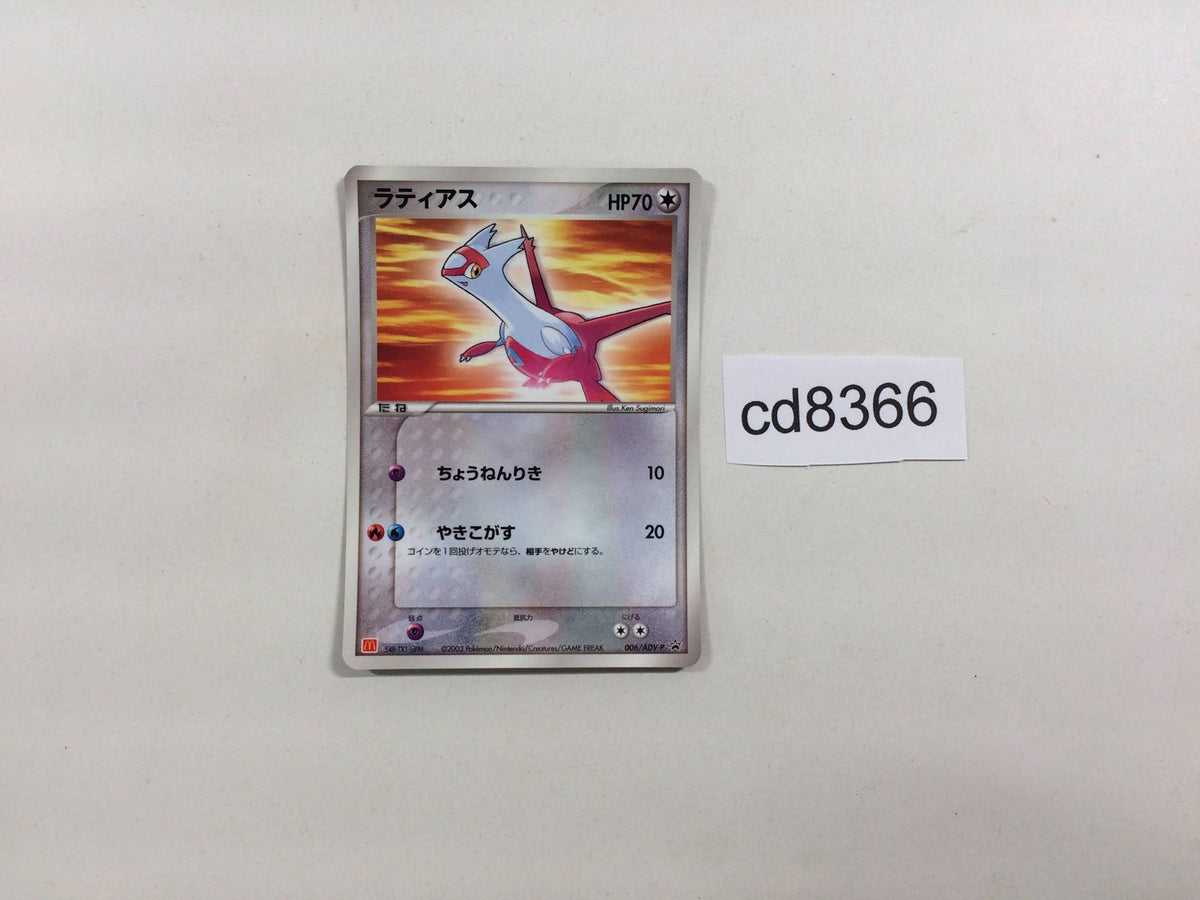 ラティアス
HP70
たね
Illus.Ken Sugimori
ちょうねんりき 10
やきこがす 20
コインを1回投げオモテなら、相手をやけどにする。
弱点
抵抗力
にげる
©2003 Pokémon/Nintendo/Creatures/GAME FREAK
006/ADV-P
cd8366